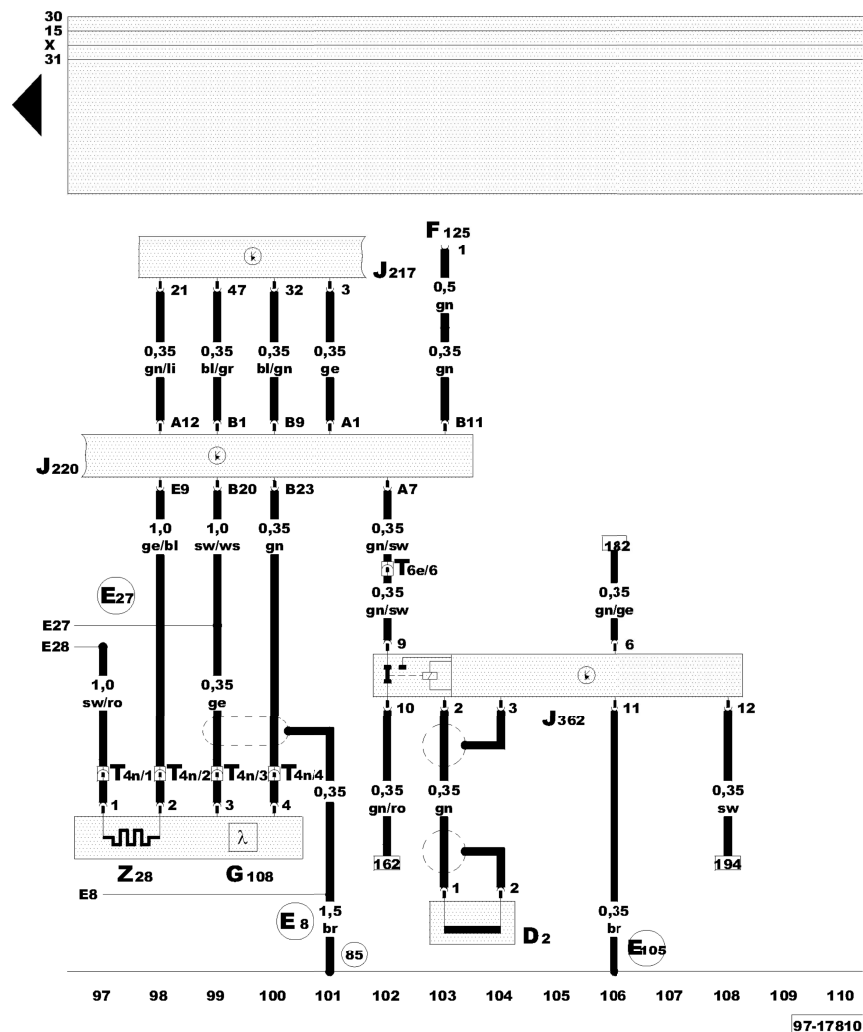 30
15
X
31
F 125
1
J217
21 47 32 3
0,5
gn
0,35 0,35 0,35 0,35 0,35
gn/li bl/gr bl/gn ge gn
A12 B1 B9 A1 B11
J220
E9 B20 B23 A7
1,0 1,0 0,35 0,35
ge/bl sw/ws gn gn/sw
182
T6e/6
E27
0,35 0,35
gn/sw gn/ge
E27
9 6
E28
1,0 0,35
sw/ro ge
10 2 3 J362 11 12
T4n/1 T4n/2 T4n/3 T4n/4
0,35 0,35 0,35 0,35
gn/ro gn sw
1 2 3 4
λ
162 194
Z28 G108
E8
1 2
E 8
1,5
br
D2
0,35
br
E105
85
97 98 99 100 101 102 103 104 105 106 107 108 109 110
97-17810